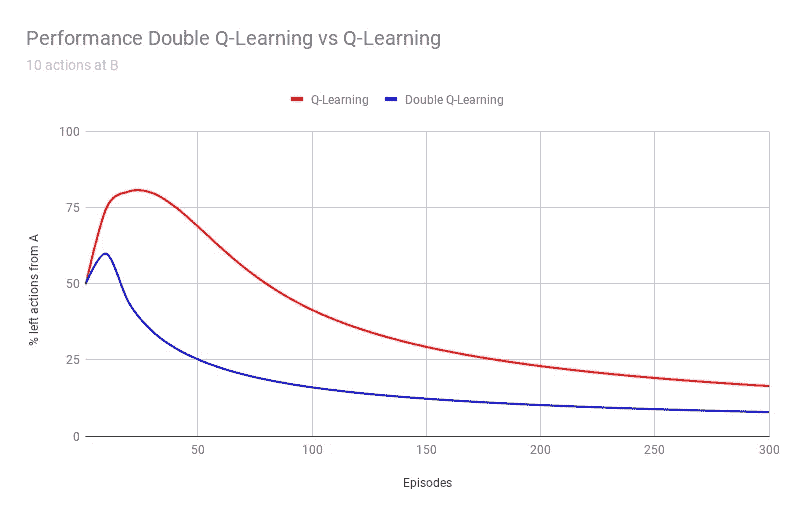 Performance Double Q-Learning vs Q-Learning
10 actions at B
Q-Learning Double Q-Learning
100
75
50
25
0
% left actions from A
50 100 150 200 250 300
Episodes